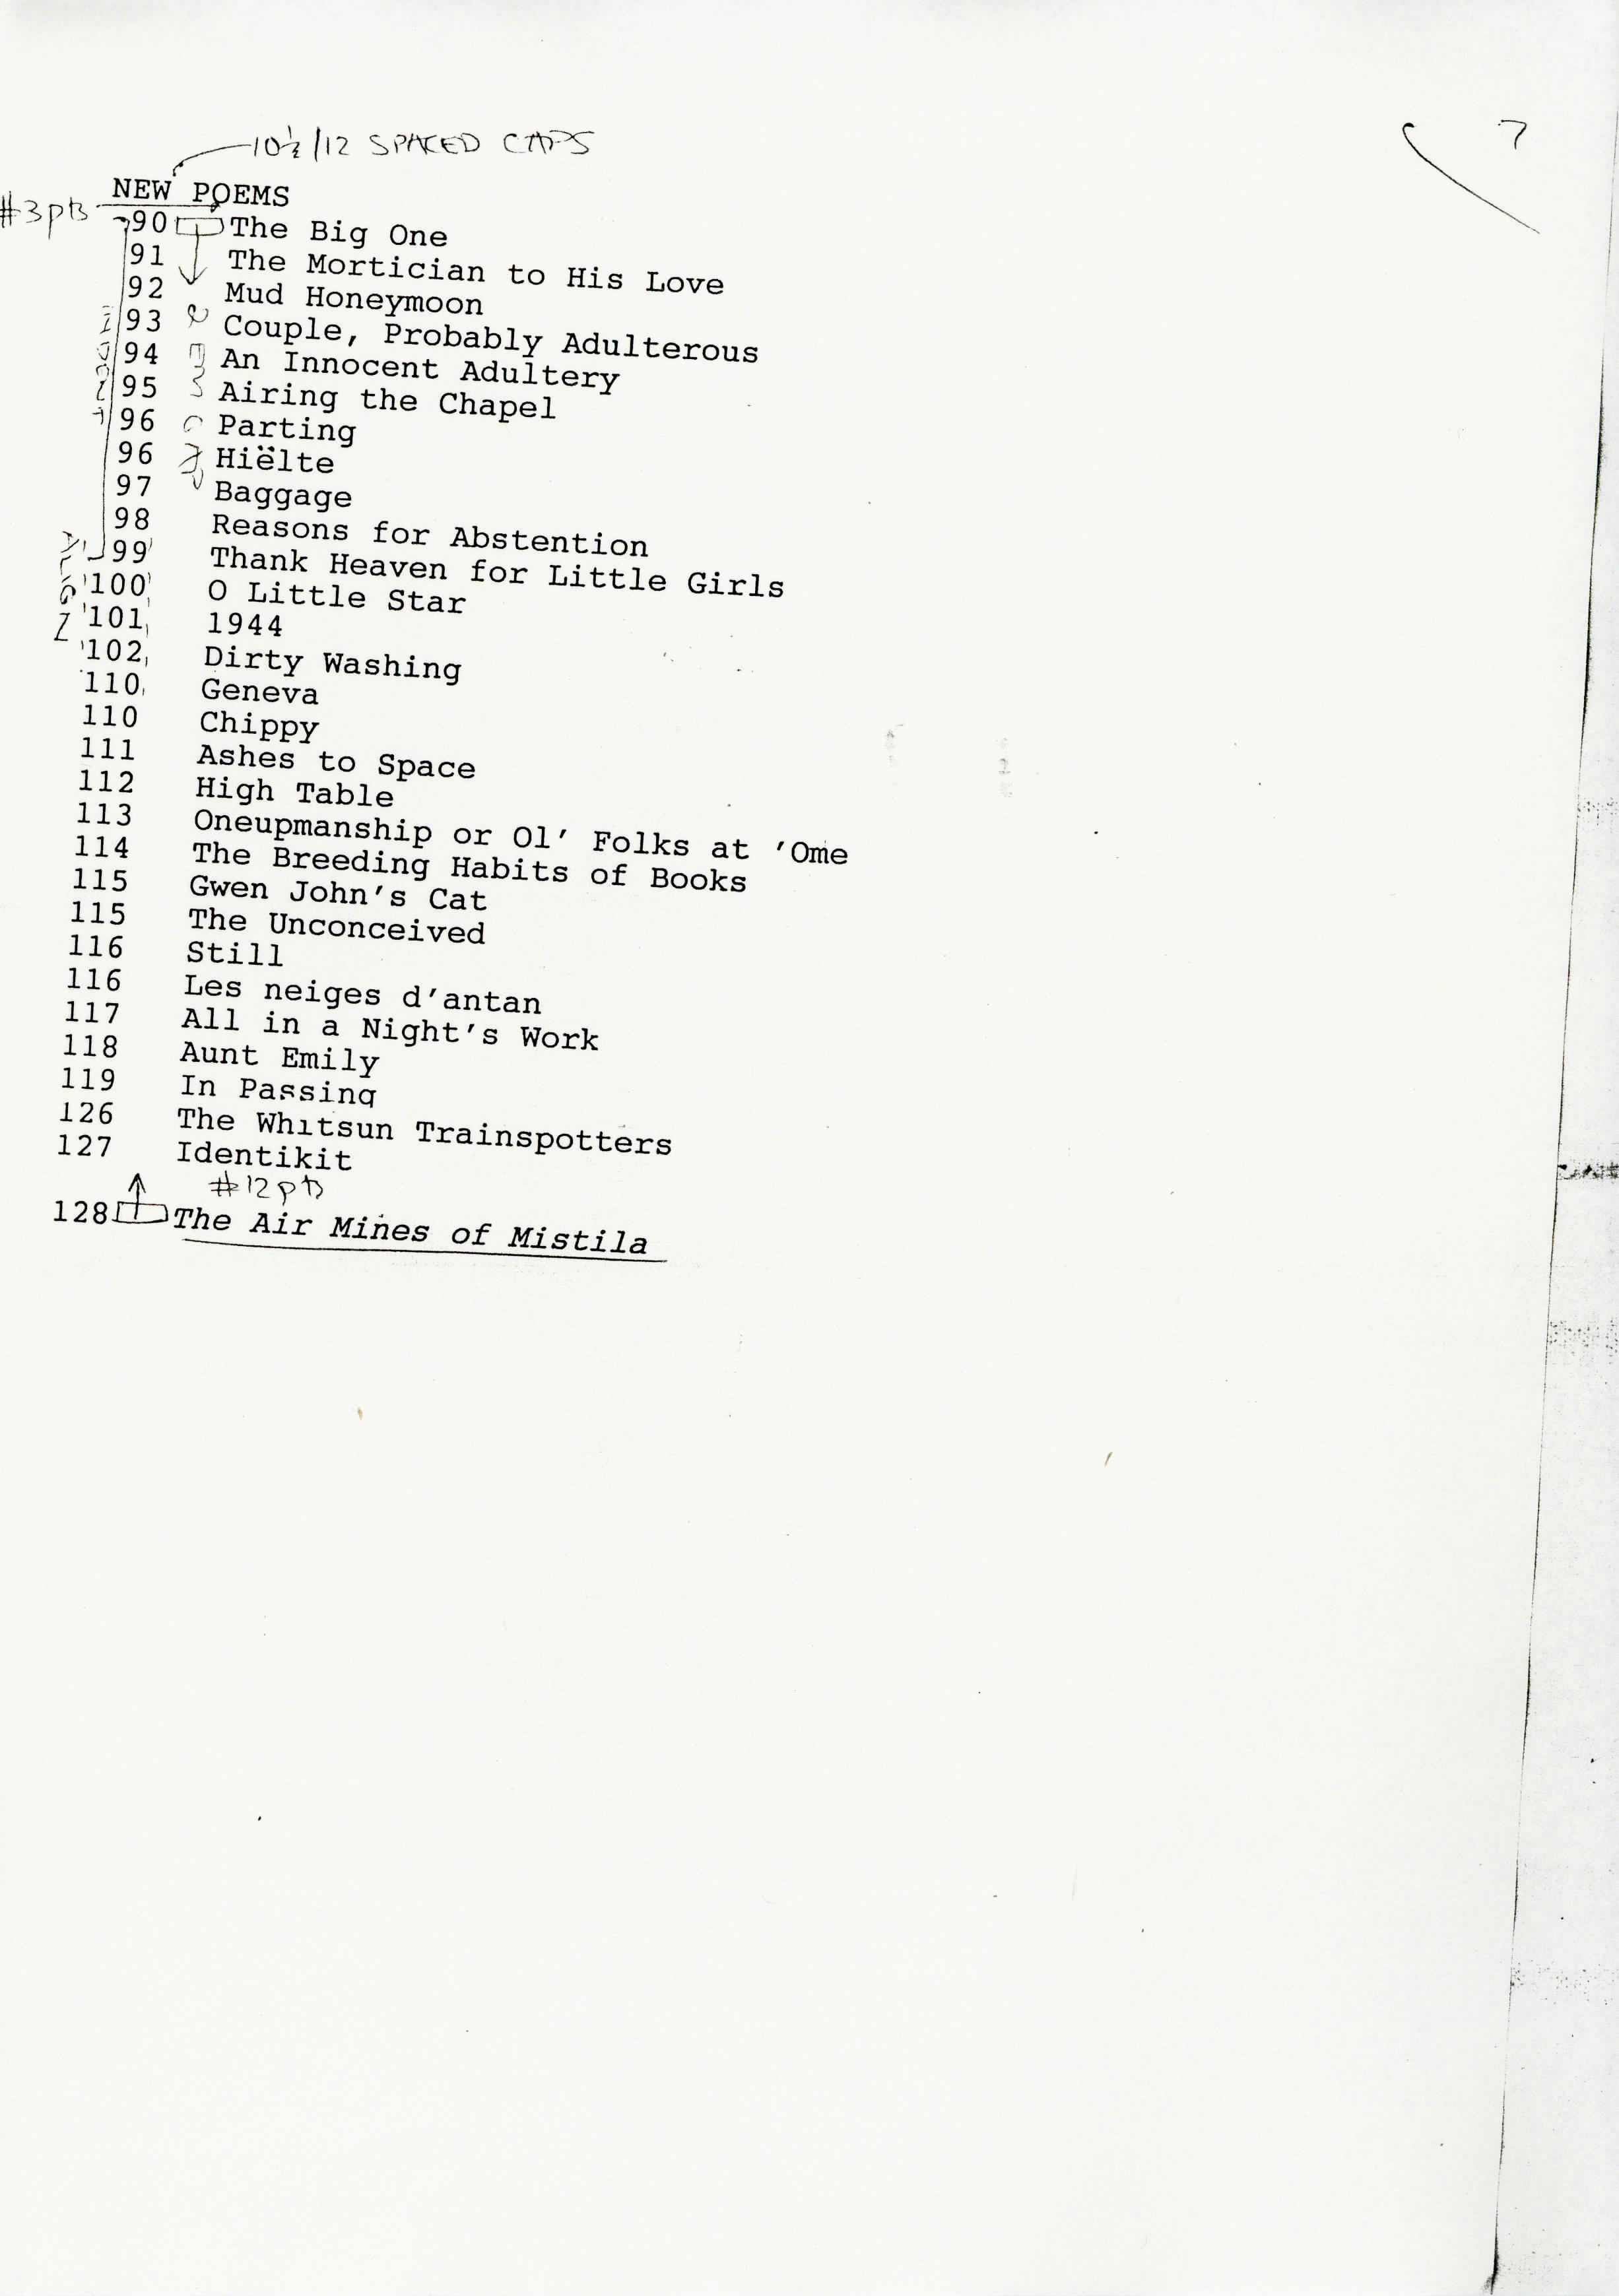 7
10½/12 SPACED CAPS
NEW POEMS
#3pts
90 The Big One
91 The Mortician to His Love
92 Mud Honeymoon
93 Couple, Probably Adulterous
94 An Innocent Adultery
95 Airing the Chapel
96 Parting
96 Hiëlte
97 Baggage
98 Reasons for Abstention
99 Thank Heaven for Little Girls
100 O Little Star
101 1944
102 Dirty Washing
110 Geneva
110 Chippy
111 Ashes to Space
112 High Table
113 Oneupmanship or Ol' Folks at 'Ome
114 The Breeding Habits of Books
115 Gwen John's Cat
115 The Unconceived
116 Still
116 Les neiges d'antan
117 All in a Night's Work
118 Aunt Emily
119 In Passing
126 The Whitsun Trainspotters
127 Identikit
#12pts
128 The Air Mines of Mistila